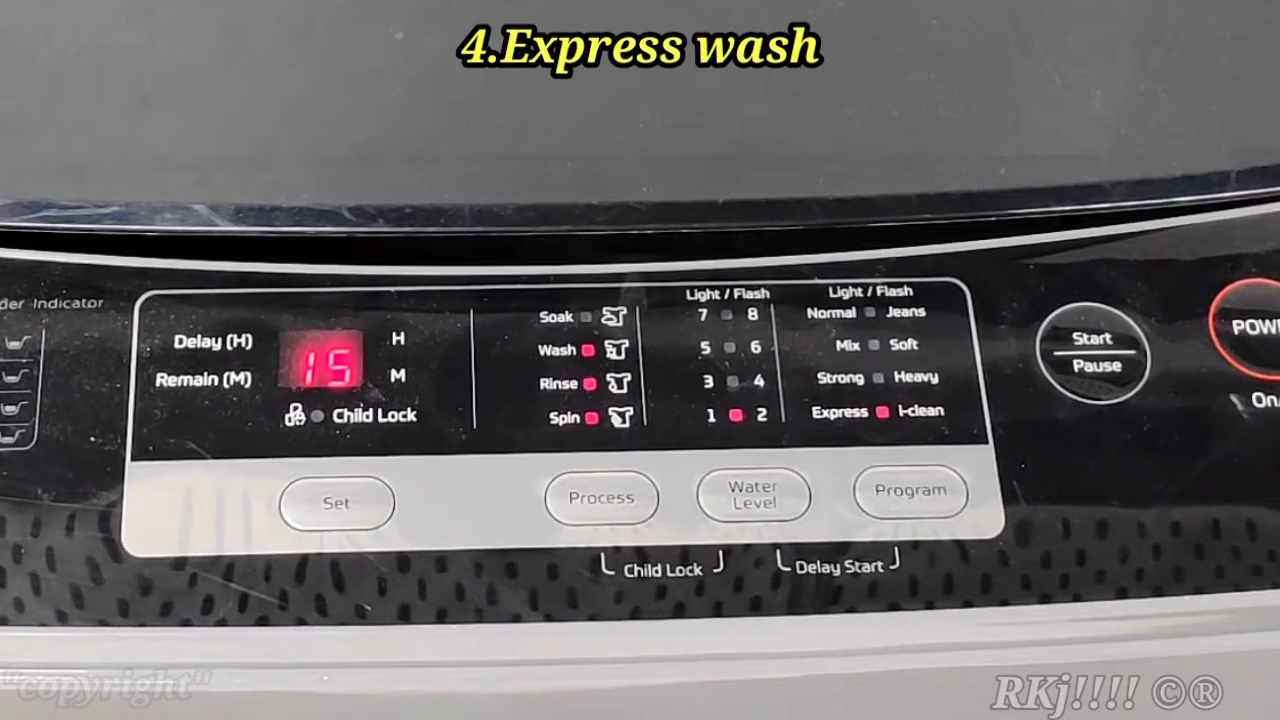 4.Express wash
der Indicator
Delay (H)
15
H
Remain (M)
M
Child Lock
Soak
Wash
Rinse
Spin
Light / Flash
7 8
5 6
3 4
1 2
Light / Flash
Normal Jeans
Mix Soft
Strong Heavy
Express i-clean
Start
Pause
POW
On/
Set
Process
Water
Level
Program
Child Lock
Delay Start
"copyright"
RKj!!!! ©®